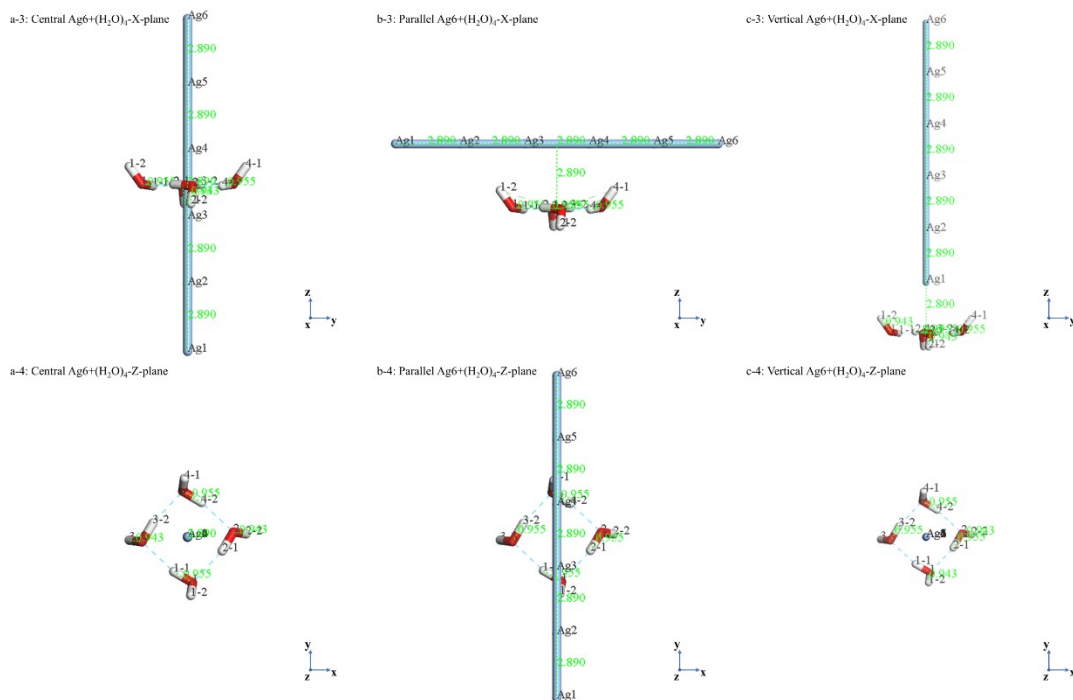 a-3: Central Ag6+(H₂O)₄-X-plane
Ag6
2.890
Ag5
2.890
Ag4
1-2
4-1
1-1
0.955
Ag3
2.890
Ag2
2.890
Ag1
z
x y
b-3: Parallel Ag6+(H₂O)₄-X-plane
Ag1 2.890 Ag2 2.890 Ag3 2.890 Ag4 2.890 Ag5 2.890 Ag6
2.890
1-2
4-1
z
x y
c-3: Vertical Ag6+(H₂O)₄-X-plane
Ag6
2.890
Ag5
2.890
Ag4
2.890
Ag3
2.890
Ag2
2.890
Ag1
2.800
1-2
4-1
0.943
z
x y
a-4: Central Ag6+(H₂O)₄-Z-plane
4-1
0.955
4-2
3-2
0.943
2-2
2-1
1-1
0.955
1-2
y
z x
b-4: Parallel Ag6+(H₂O)₄-Z-plane
Ag6
2.890
Ag5
2.890
0.955
4-2
3-2
0.955
2.890
2-2
2-1
Ag3
1-2
2.890
Ag2
2.890
Ag1
y
z x
c-4: Vertical Ag6+(H₂O)₄-Z-plane
4-1
0.955
4-2
3-2
0.955
2-1
1-1
0.943
1-2
y
z x